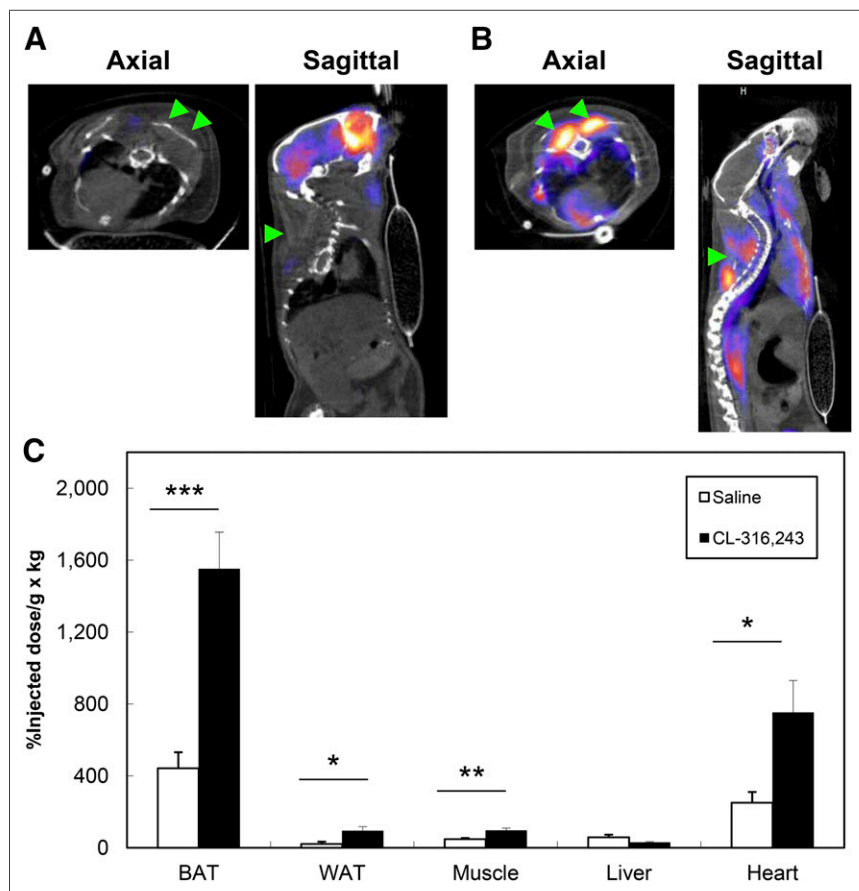 A
B
Axial
Sagittal
Axial
Sagittal
H
C
2,000
1,600
1,200
800
400
0
%Injected dose/g x kg
***
*
**
*
Saline
CL-316,243
BAT
WAT
Muscle
Liver
Heart